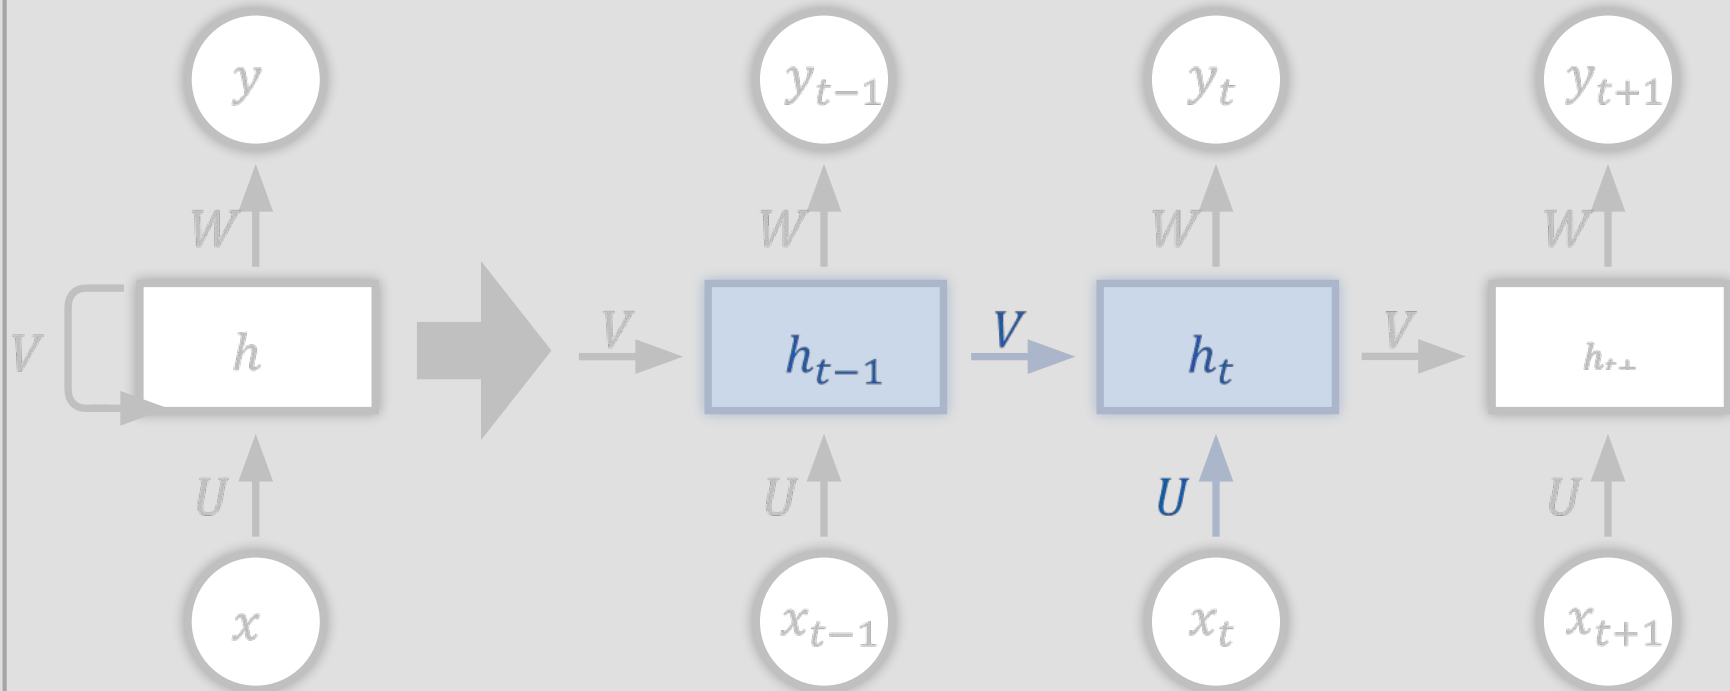 y y_{t-1} y_t y_{t+1}
W W W W
V h V h_{t-1} V h_t V
U U U U
x x_{t-1} x_t x_{t+1}